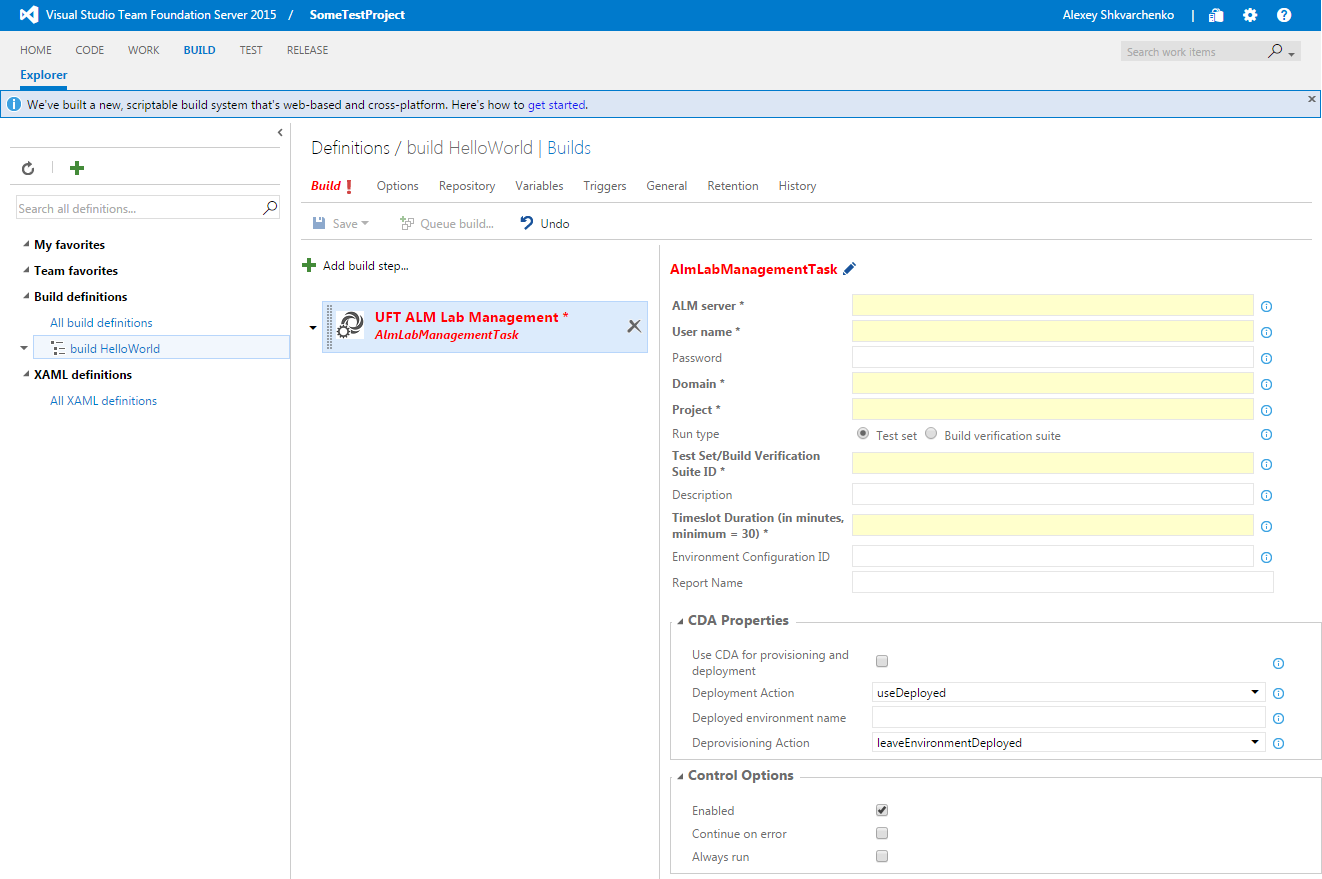 Visual Studio Team Foundation Server 2015 / SomeTestProject
Alexey Shkvarchenko |
HOME CODE WORK BUILD TEST RELEASE
Search work items
Explorer
We've built a new, scriptable build system that's web-based and cross-platform. Here's how to get started.
Search all definitions...
My favorites
Team favorites
Build definitions
All build definitions
build HelloWorld
XAML definitions
All XAML definitions
Definitions / build HelloWorld | Builds
Build ! Options Repository Variables Triggers General Retention History
Save Queue build... Undo
Add build step...
UFT ALM Lab Management *
AlmLabManagementTask
AlmLabManagementTask
ALM server *
User name *
Password
Domain *
Project *
Run type
Test set Build verification suite
Test Set/Build Verification
Suite ID *
Description
Timeslot Duration (in minutes,
minimum = 30) *
Environment Configuration ID
Report Name
CDA Properties
Use CDA for provisioning and
deployment
Deployment Action useDeployed
Deployed environment name
Deprovisioning Action leaveEnvironmentDeployed
Control Options
Enabled
Continue on error
Always run